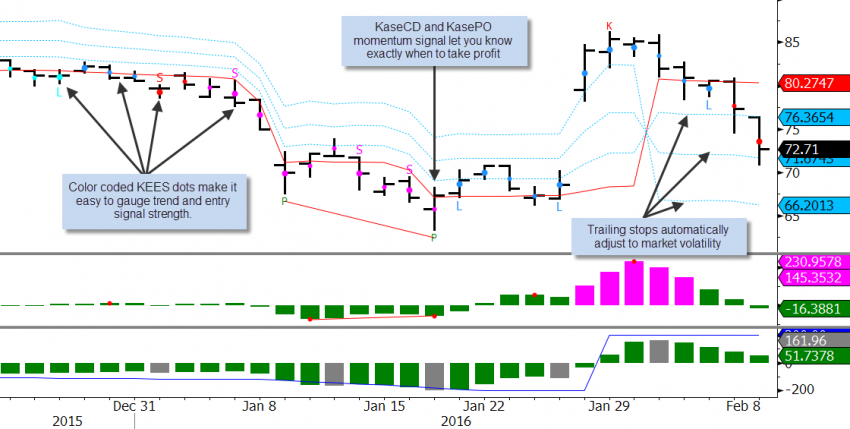 KaseCD and KasePO
momentum signal let you know
exactly when to take profit
K
85
80.2747
S
S
L
L
76.3654
75
72.71
S
S
70
Color coded KEES dots make it
easy to gauge trend and entry
signal strength.
L
L
P
66.2013
65
Trailing stops automatically
adjust to market volatility
P
230.9578
145.3532
-16.3881
161.96
51.7378
0
-200
Dec 31
Jan 8
Jan 15
Jan 22
Jan 29
Feb 8
2015
2016